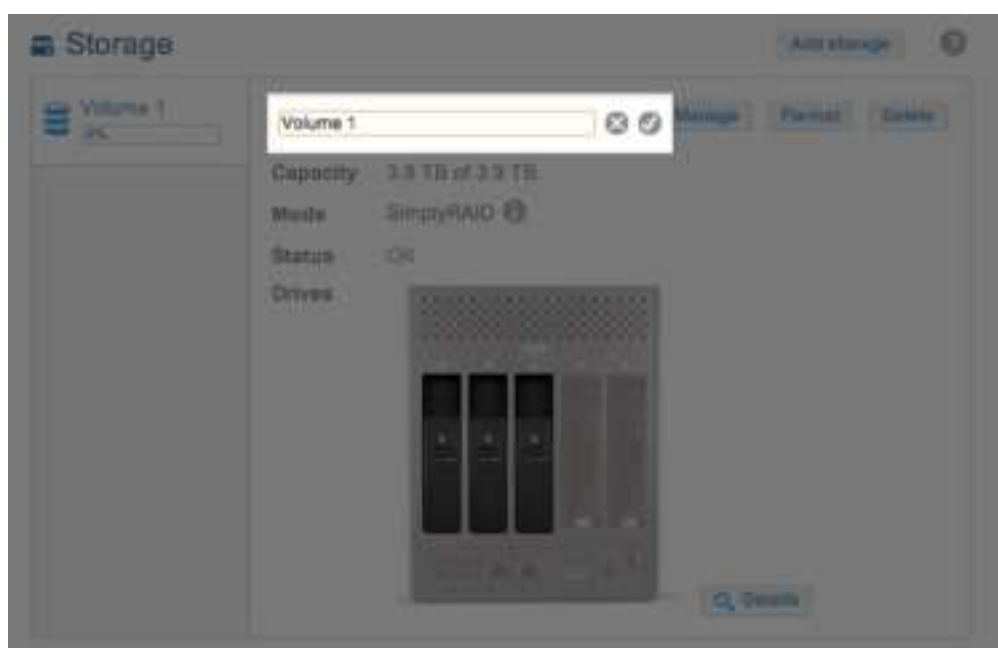 Storage
Add storage
?
Volume 1
Volume 1
Manage
Format
Delete
Capacity
3.9 TB of 3.9 TB
Mode
SimplyRAID
Status
OK
Drives
Details